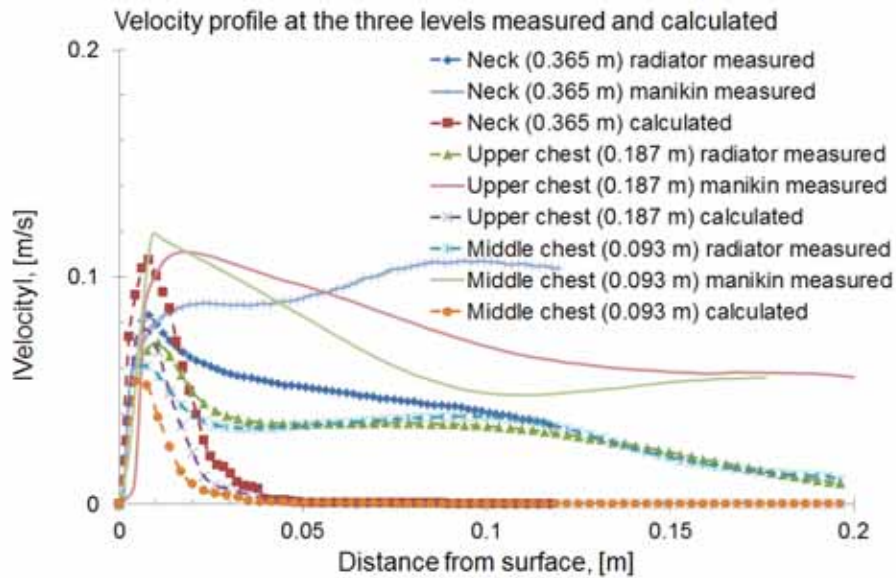 Velocity profile at the three levels measured and calculated
0.2
Neck (0.365 m) radiator measured
Neck (0.365 m) manikin measured
Neck (0.365 m) calculated
Upper chest (0.187 m) radiator measured
Upper chest (0.187 m) manikin measured
Upper chest (0.187 m) calculated
Middle chest (0.093 m) radiator measured
Middle chest (0.093 m) manikin measured
Middle chest (0.093 m) calculated
|Velocity|, [m/s]
0.1
0
0 0.05 0.1 0.15 0.2
Distance from surface, [m]